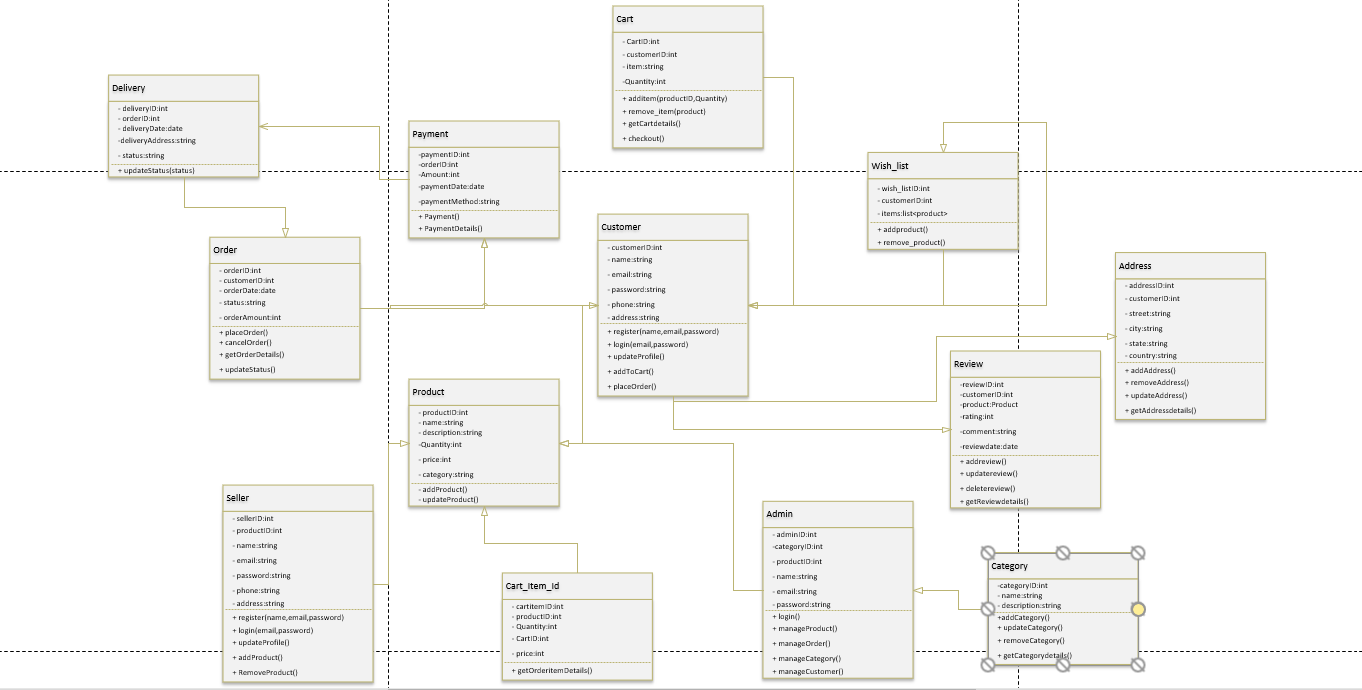 Cart
- CartID:int
- customerID:int
- item:string
-Quantity:int
+ additem(productID,Quantity)
+ remove_item(product)
+ getCartdetails()
+ checkout()
Delivery
- deliveryID:int
- orderID:int
- deliveryDate:date
-deliveryAddress:string
- status:string
+ updateStatus(status)
Payment
-paymentID:int
-orderID:int
-Amount:int
-paymentDate:date
-paymentMethod:string
+ Payment()
+ PaymentDetails()
Wish_list
- wish_listID:int
- customerID:int
- items:list<product>
+ addproduct()
+ remove_product()
Order
- orderID:int
- customerID:int
- orderDate:date
- status:string
- orderAmount:int
+ placeOrder()
+ cancelOrder()
+ getOrderDetails()
+ updateStatus()
Customer
- customerID:int
- name:string
- email:string
- password:string
- phone:string
- address:string
+ register(name,email,password)
+ login(email,password)
+ updateProfile()
+ addToCart()
+ placeOrder()
Address
- addressID:int
- customerID:int
- street:string
- city:string
- state:string
- country:string
+ addAddress()
+ removeAddress()
+ updateAddress()
+ getAddressdetails()
Review
-reviewID:int
-customerID:int
-product:Product
-rating:int
-comment:string
-reviewdate:date
+ addreview()
+ updatereview()
+ deletereview()
+ getReviewdetails()
Product
- productID:int
- name:string
- description:string
-Quantity:int
- price:int
- category:string
- addProduct()
- updateProduct()
Seller
- sellerID:int
- productID:int
- name:string
- email:string
- password:string
- phone:string
- address:string
+ register(name,email,password)
+ login(email,password)
+ updateProfile()
+ addProduct()
+ RemoveProduct()
Cart_Item_Id
- cartitemID:int
- productID:int
- Quantity:int
- CartID:int
- price:int
+ getOrderitemDetails()
Admin
- adminID:int
-categoryID:int
- productID:int
- name:string
- email:string
- password:string
+ login()
+ manageProduct()
+ manageOrder()
+ manageCategory()
+ manageCustomer()
Category
-categoryID:int
- name:string
- description:string
+addCategory()
+ updateCategory()
+ removeCategory()
+ getCategorydetails()